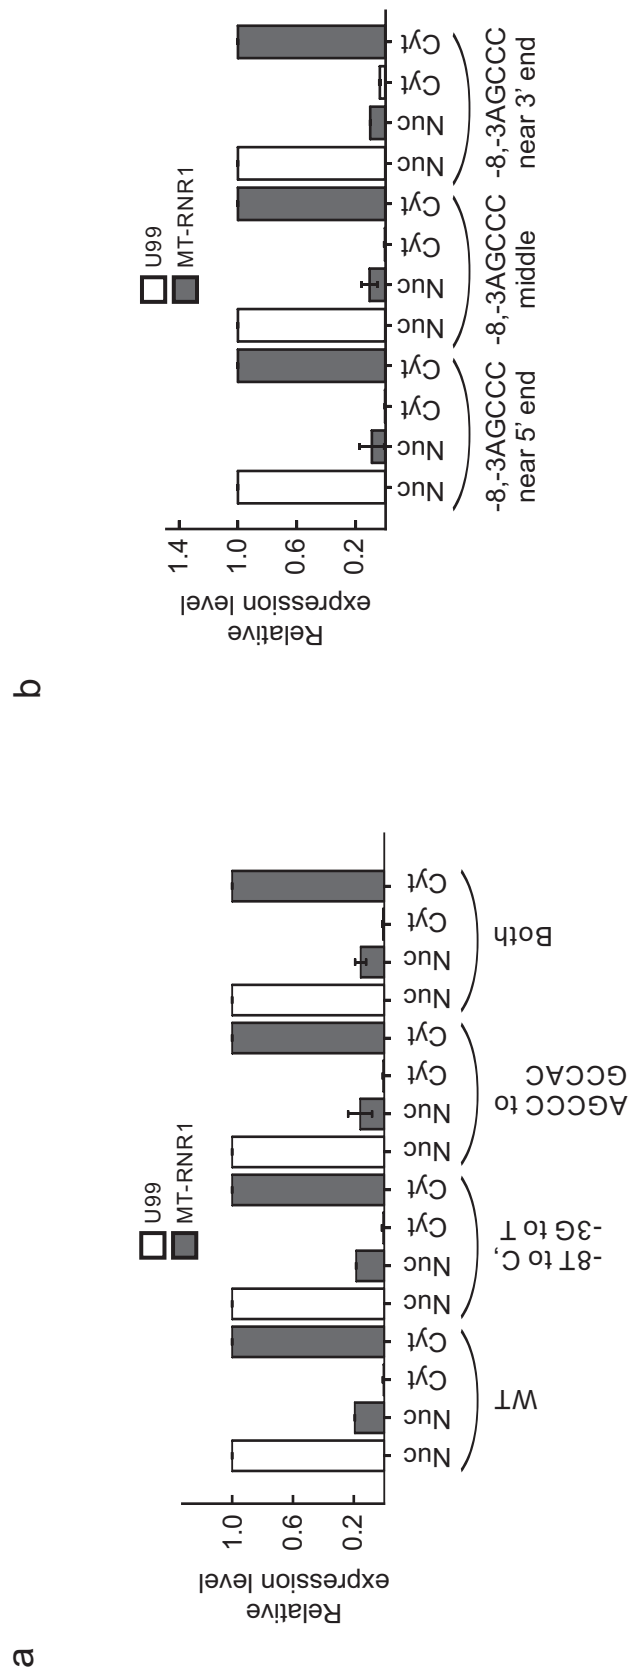 a
U99
MT-RNR1
Relative
expression level
1.0
0.6
0.2
Nuc
Nuc
Cyt
Cyt
Nuc
Nuc
Cyt
Cyt
Nuc
Nuc
Cyt
Cyt
Nuc
Nuc
Cyt
Cyt
WT
-8T to C,
-3G to T
AGCCC to
GCCAC
Both
b
U99
MT-RNR1
Relative
expression level
1.4
1.0
0.6
0.2
Nuc
Nuc
Cyt
Cyt
Nuc
Nuc
Cyt
Cyt
Nuc
Nuc
Cyt
Cyt
-8,-3AGCCC
near 5' end
-8,-3AGCCC
middle
-8,-3AGCCC
near 3' end